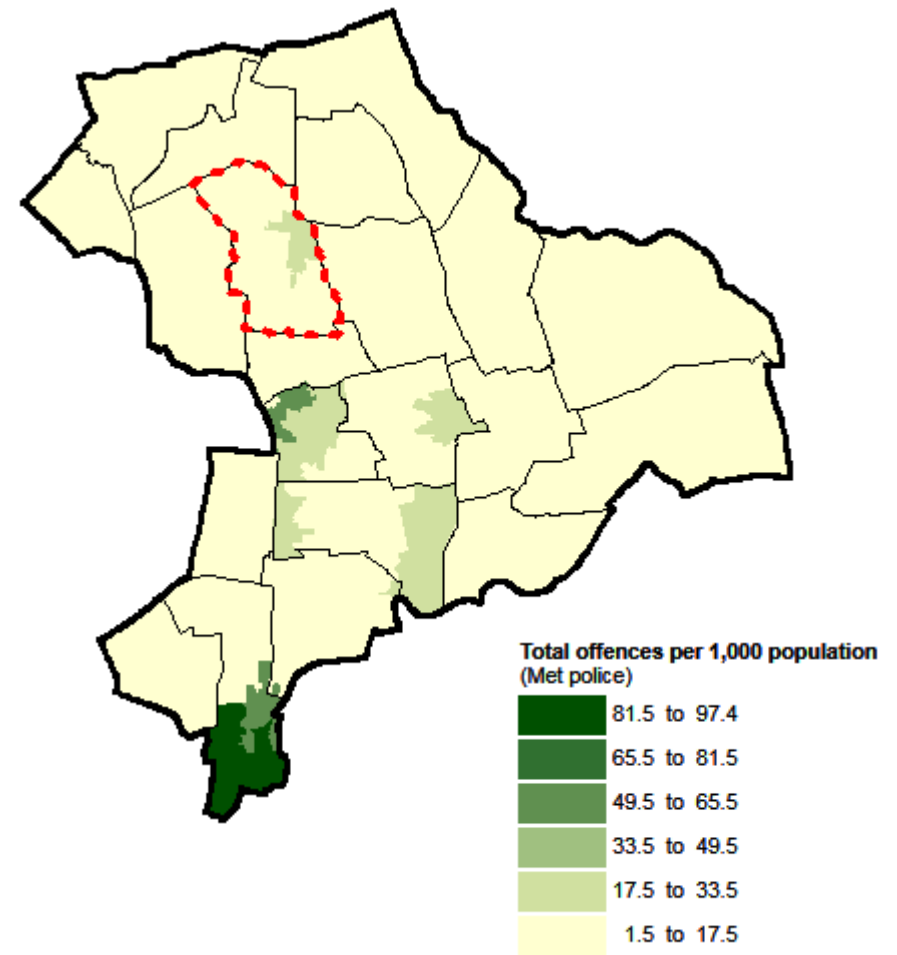 Total offences per 1,000 population
(Met police)
81.5 to 97.4
65.5 to 81.5
49.5 to 65.5
33.5 to 49.5
17.5 to 33.5
1.5 to 17.5